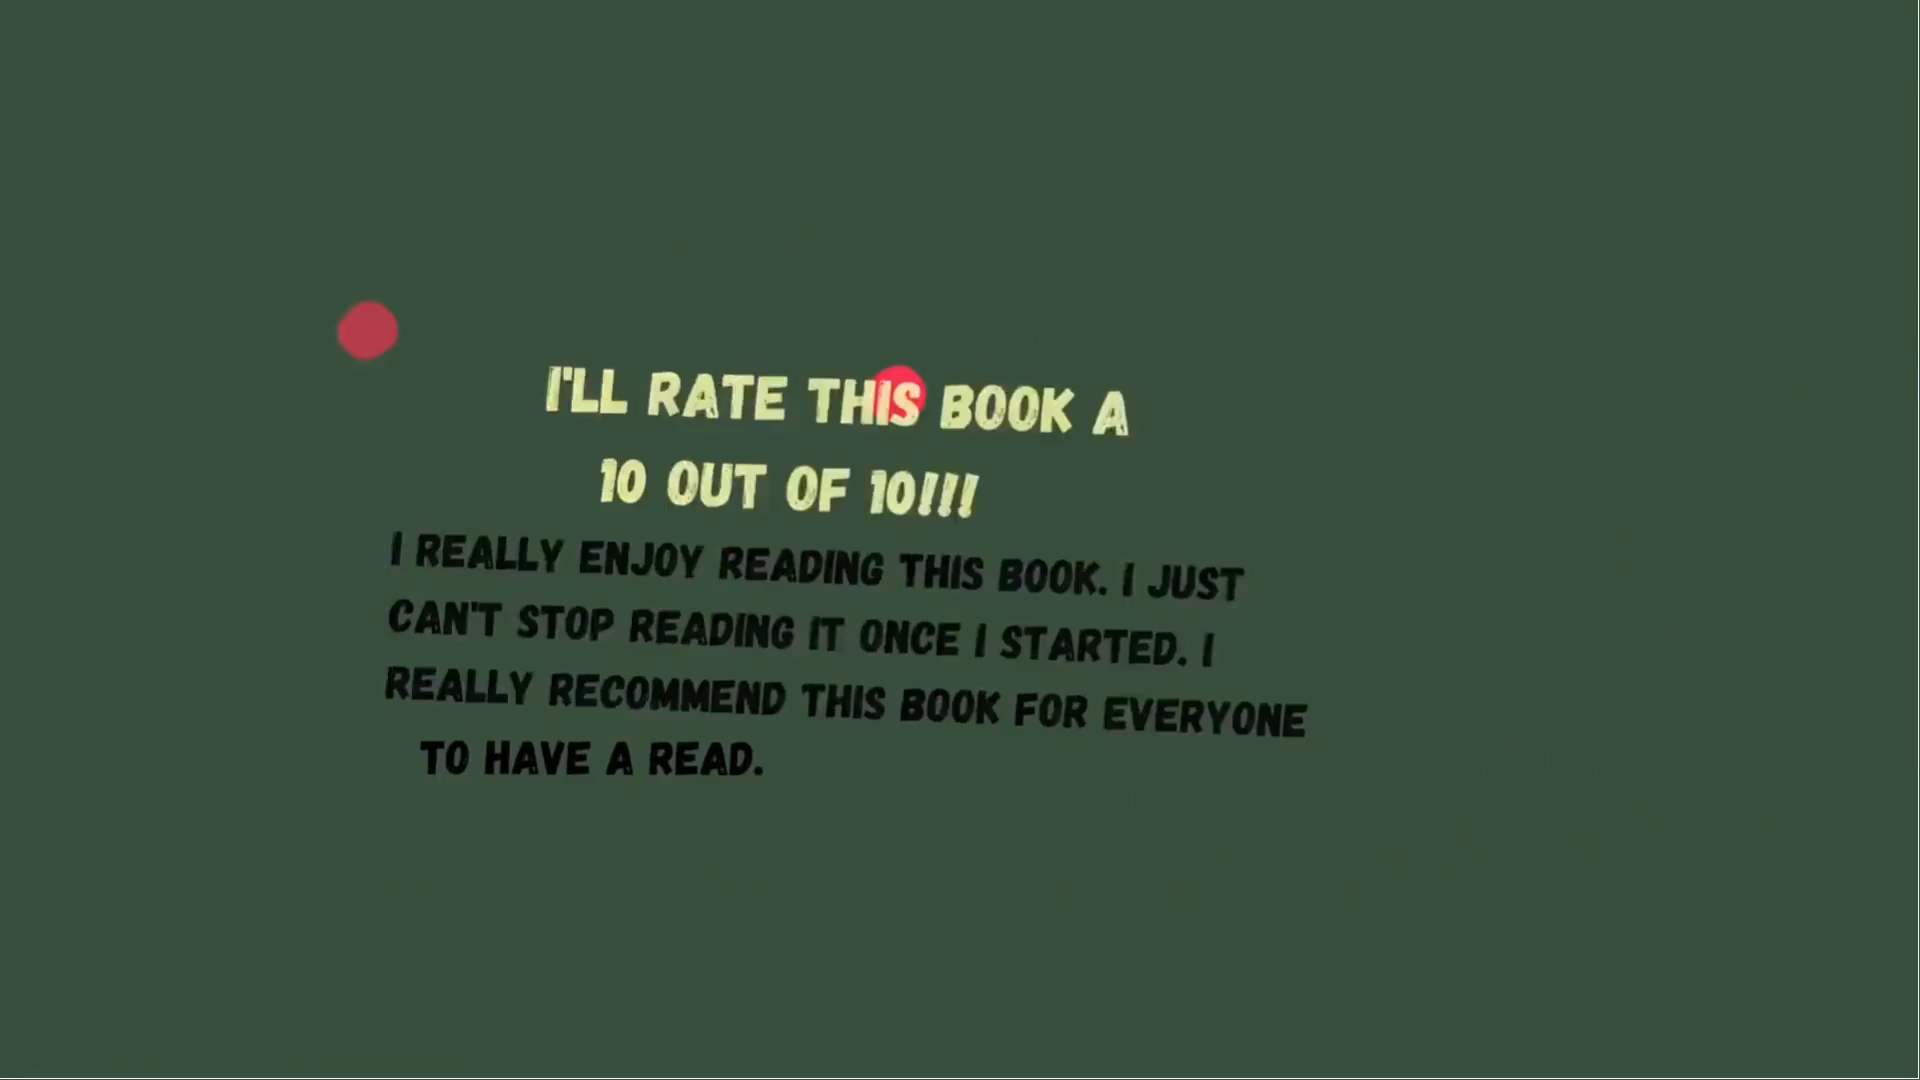 I'LL RATE THIS BOOK A
10 OUT OF 10!!!
I REALLY ENJOY READING THIS BOOK. I JUST
CAN'T STOP READING IT ONCE I STARTED. I
REALLY RECOMMEND THIS BOOK FOR EVERYONE
TO HAVE A READ.